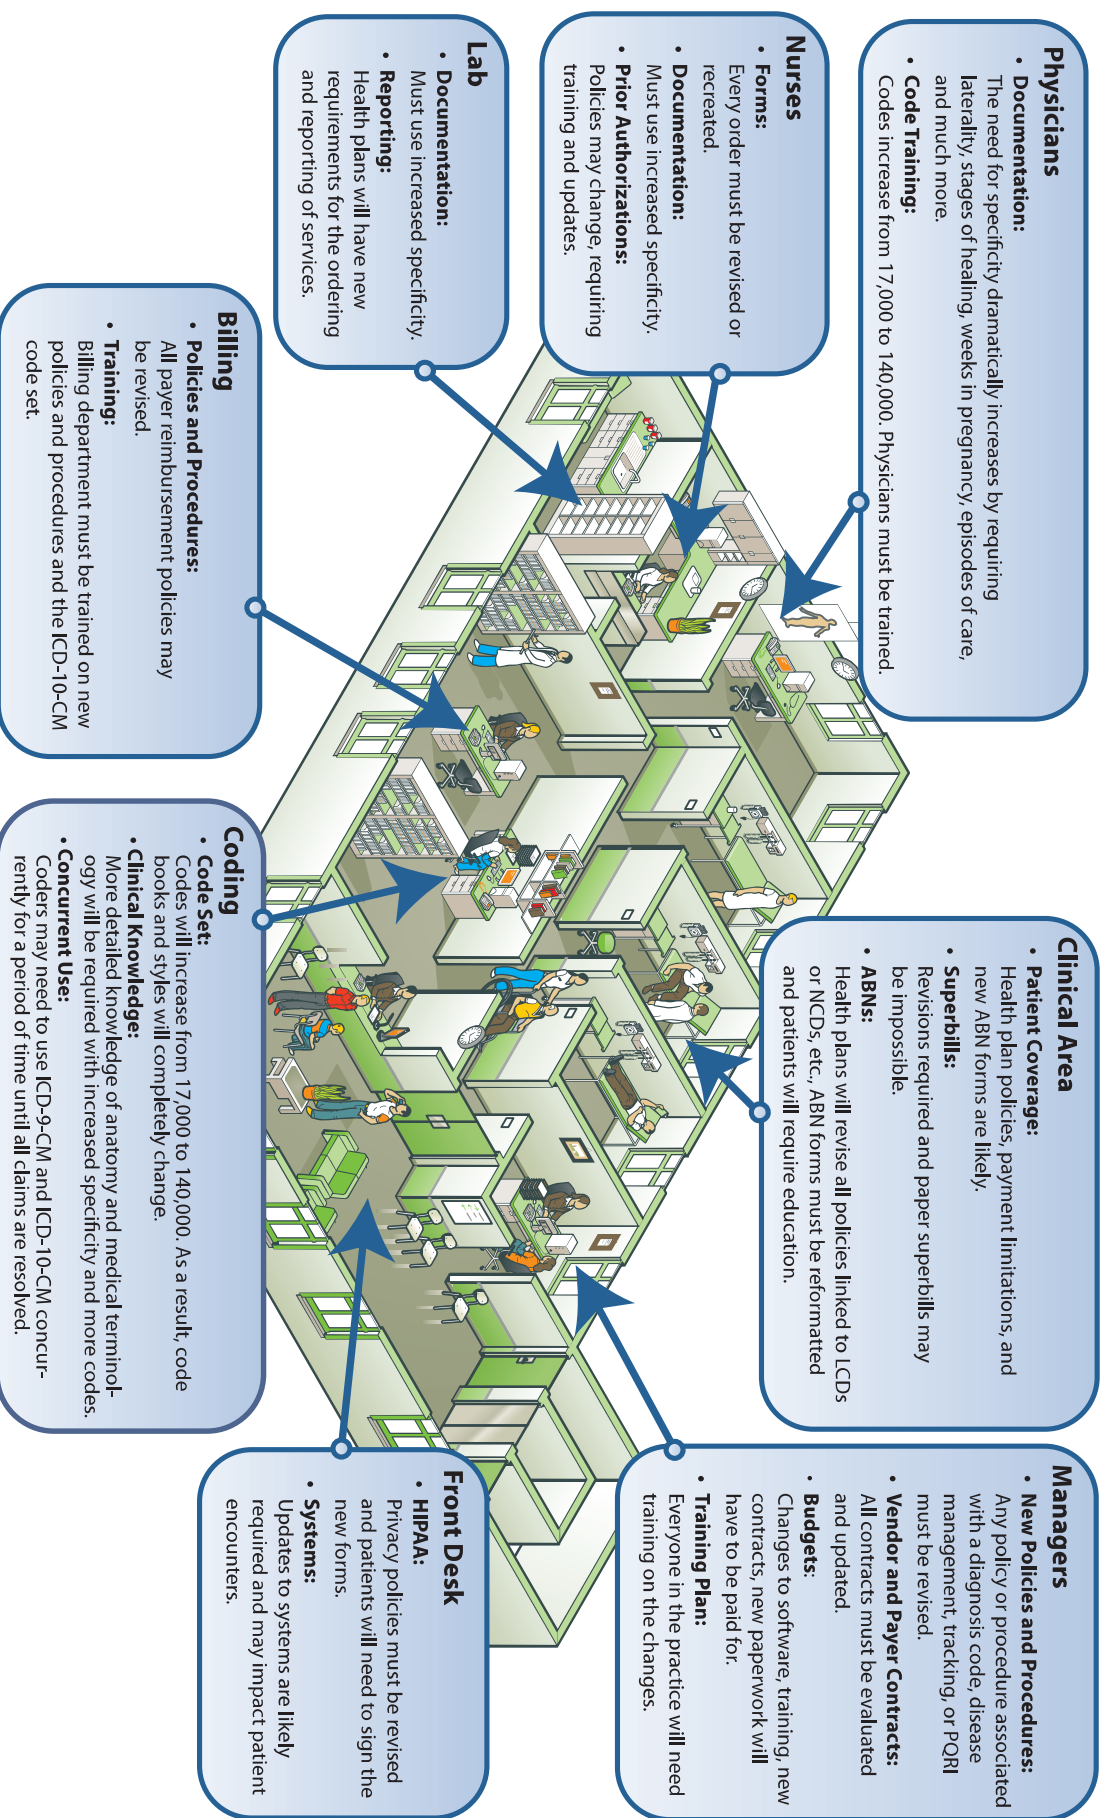 Physicians
• Documentation:
The need for specificity dramatically increases by requiring
laterality, stages of healing, weeks in pregnancy, episodes of care,
and much more.
• Code Training:
Codes increase from 17,000 to 140,000. Physicians must be trained.
Nurses
• Forms:
Every order must be revised or
recreated.
• Documentation:
Must use increased specificity.
• Prior Authorizations:
Policies may change, requiring
training and updates.
Lab
• Documentation:
Must use increased specificity.
• Reporting:
Health plans will have new
requirements for the ordering
and reporting of services.
Billing
• Policies and Procedures:
All payer reimbursement policies may
be revised.
• Training:
Billing department must be trained on new
policies and procedures and the ICD-10-CM
code set.
Clinical Area
• Patient Coverage:
Health plan policies, payment limitations, and
new ABN forms are likely.
• Superbills:
Revisions required and paper superbills may
be impossible.
• ABNs:
Health plans will revise all policies linked to LCDs
or NCDs, etc., ABN forms must be reformatted
and patients will require education.
Coding
• Code Set:
Codes will increase from 17,000 to 140,000. As a result, code
books and styles will completely change.
• Clinical Knowledge:
More detailed knowledge of anatomy and medical terminol-
ogy will be required with increased specificity and more codes.
• Concurrent Use:
Coders may need to use ICD-9-CM and ICD-10-CM concur-
rently for a period of time until all claims are resolved.
Managers
• New Policies and Procedures:
Any policy or procedure associated
with a diagnosis code, disease
management, tracking, or PQRI
must be revised.
• Vendor and Payer Contracts:
All contracts must be evaluated
and updated.
• Budgets:
Changes to software, training, new
contracts, new paperwork will
have to be paid for.
• Training Plan:
Everyone in the practice will need
training on the changes.
Front Desk
• HIPAA:
Privacy policies must be revised
and patients will need to sign the
new forms.
• Systems:
Updates to systems are likely
required and may impact patient
encounters.